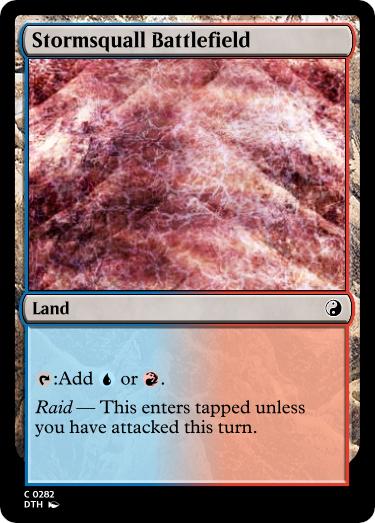 Stormsquall Battlefield
Land
:Add or .
Raid — This enters tapped unless
you have attacked this turn.
C 0282
DTH